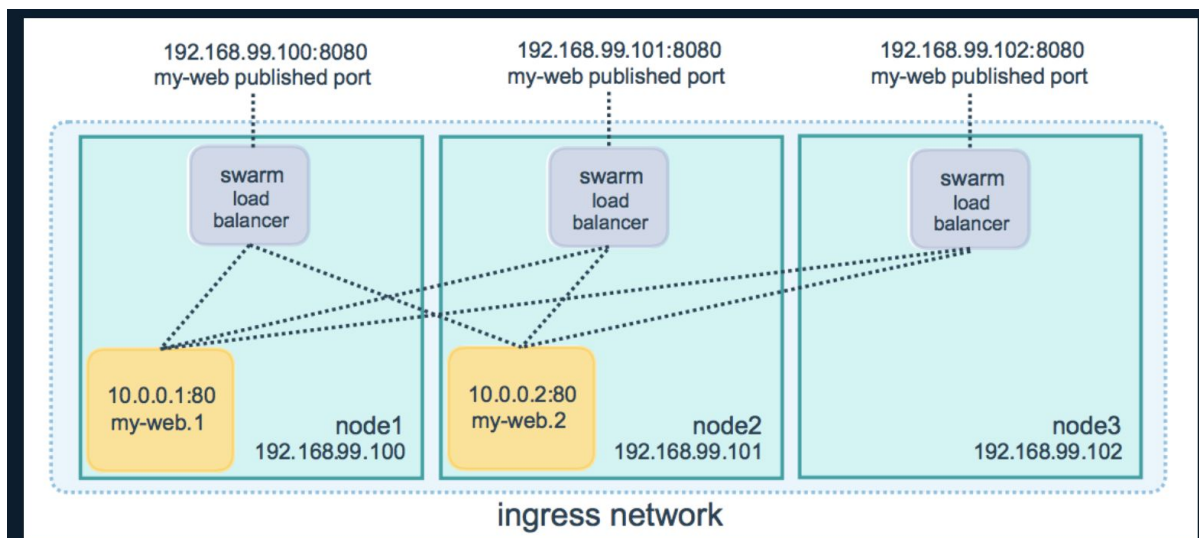 192.168.99.100:8080
my-web published port
192.168.99.101:8080
my-web published port
192.168.99.102:8080
my-web published port
swarm
load
balancer
swarm
load
balancer
swarm
load
balancer
10.0.0.1:80
my-web.1
node1
192.168.99.100
10.0.0.2:80
my-web.2
node2
192.168.99.101
node3
192.168.99.102
ingress network